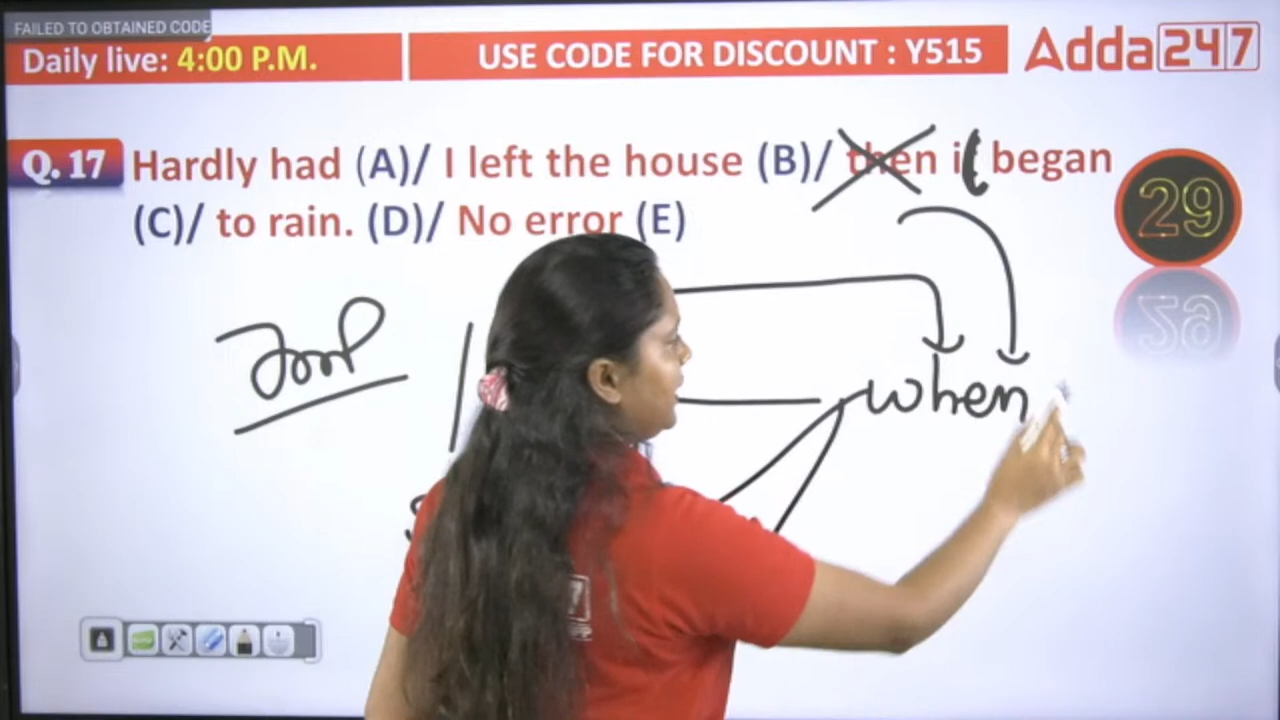 FAILED TO OBTAINED CODE
Daily live: 4:00 P.M.
USE CODE FOR DISCOUNT : Y515
Adda247
Q. 17 Hardly had (A)/ I left the house (B)/ then it began
(C)/ to rain. (D)/ No error (E)
29
when